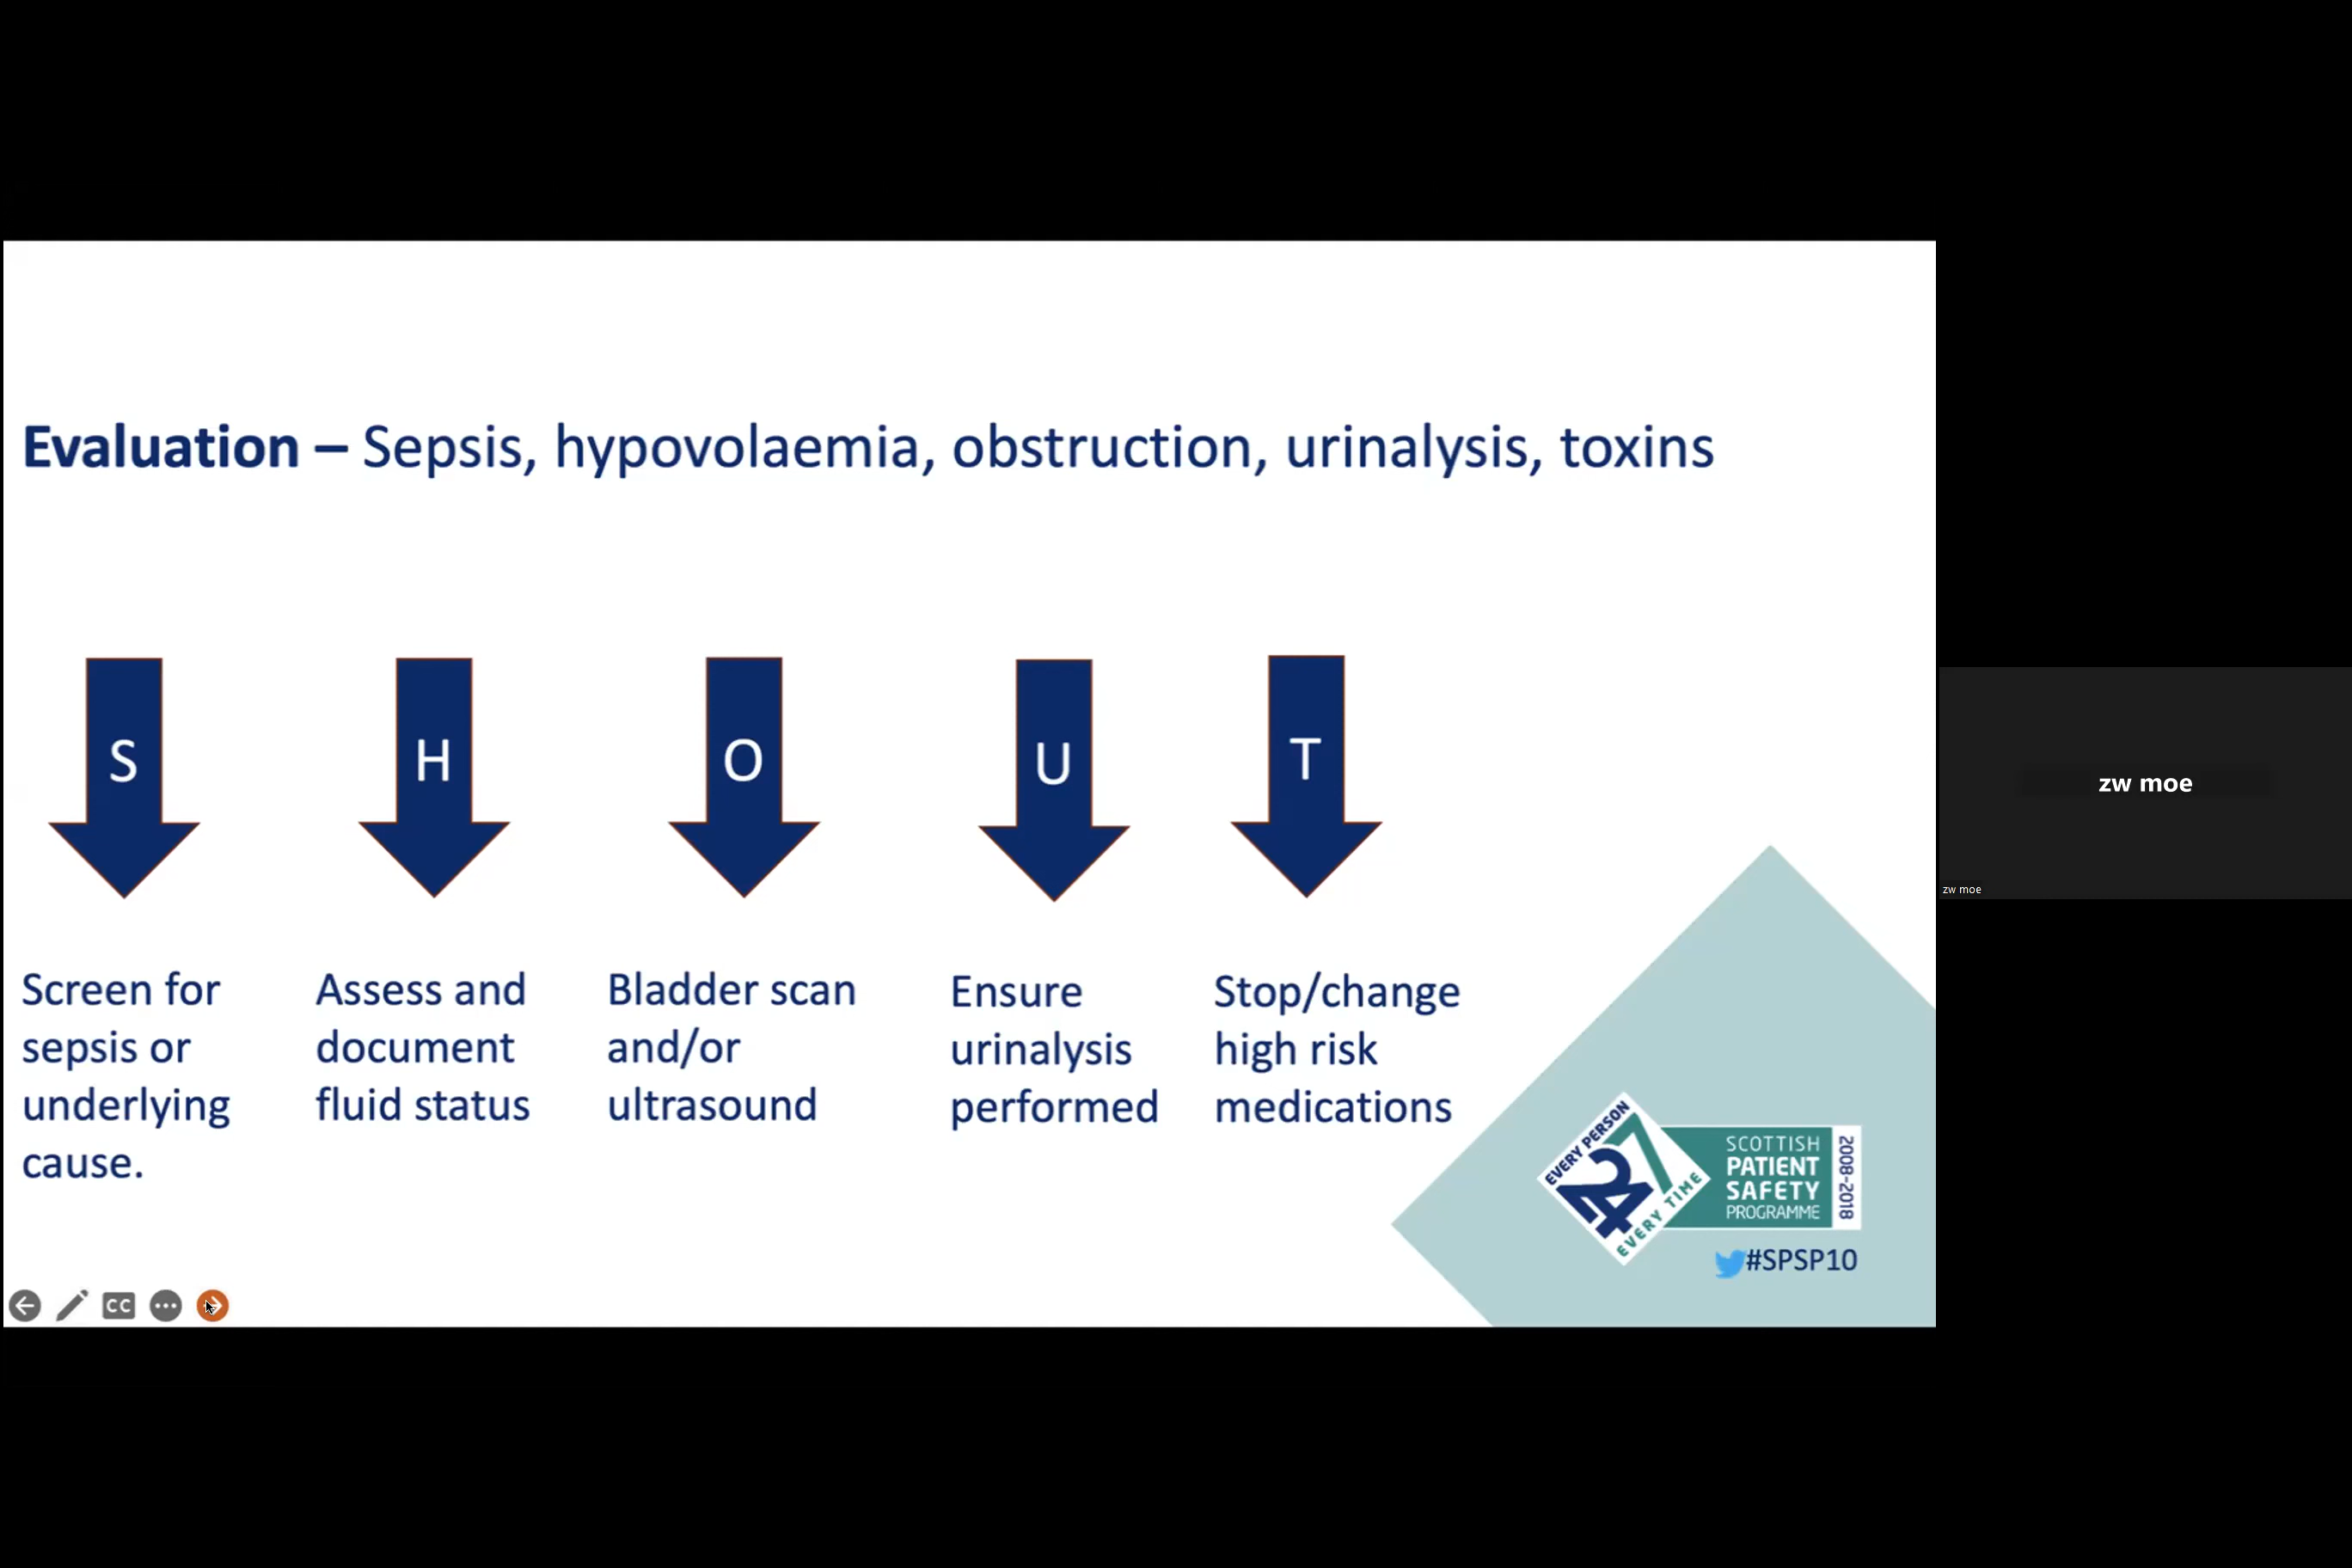 Evaluation – Sepsis, hypovolaemia, obstruction, urinalysis, toxins
S
H
O
U
T
Screen for
sepsis or
underlying
cause.
Assess and
document
fluid status
Bladder scan
and/or
ultrasound
Ensure
urinalysis
performed
Stop/change
high risk
medications
EVERY PERSON
24
7
EVERY TIME
SCOTTISH
PATIENT
SAFETY
PROGRAMME
2008-2018
#SPSP10
CC
zw moe
zw moe